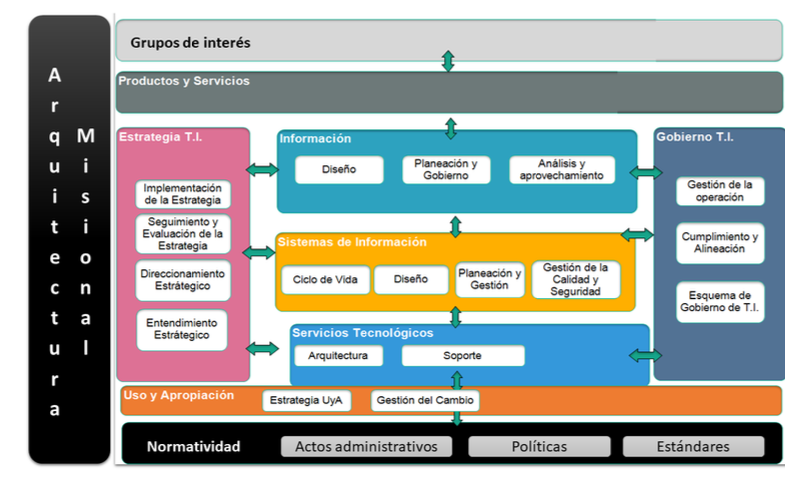 Arquitectura
Misional
Grupos de interés
Productos y Servicios
Estrategia T.I.
Implementación
de la Estrategia
Seguimiento y
Evaluación de la
Estrategia
Direccionamiento
Estrátegico
Entendimiento
Estrátegico
Información
Diseño
Planeación y
Gobierno
Análisis y
aprovechamiento
Sistemas de Información
Ciclo de Vida
Diseño
Planeación y
Gestión
Gestión de la
Calidad y
Seguridad
Servicios Tecnológicos
Arquitectura
Soporte
Gobierno T.I.
Gestión de la
operación
Cumplimiento y
Alineación
Esquema de
Gobierno de T.I.
Uso y Apropiación
Estrategia UyA
Gestión del Cambio
Normatividad
Actos administrativos
Políticas
Estándares